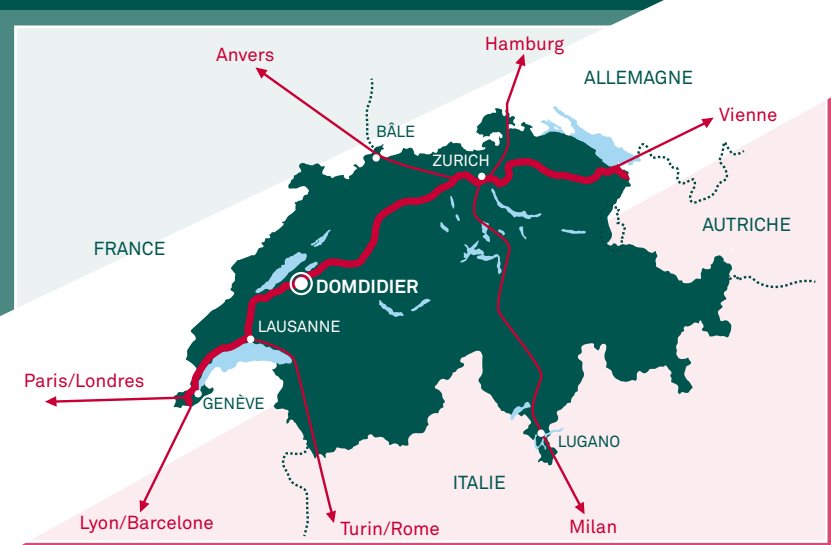 Hamburg
Anvers
ALLEMAGNE
Vienne
BÂLE
ZURICH
AUTRICHE
FRANCE
DOMDIDIER
LAUSANNE
Paris/Londres
GENÈVE
LUGANO
ITALIE
Lyon/Barcelone
Turin/Rome
Milan